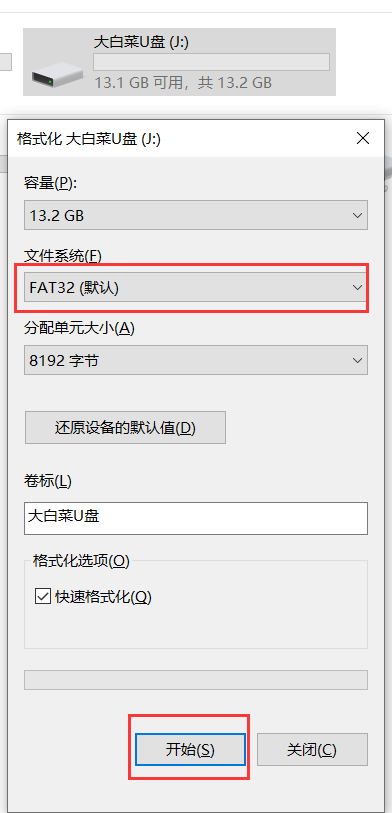 大白菜U盘 (J:)
13.1 GB 可用，共 13.2 GB
格式化 大白菜U盘 (J:)
容量(P):
13.2 GB
文件系统(F)
FAT32 (默认)
分配单元大小(A)
8192 字节
还原设备的默认值(D)
卷标(L)
大白菜U盘
格式化选项(O)
快速格式化(Q)
开始(S)
关闭(C)